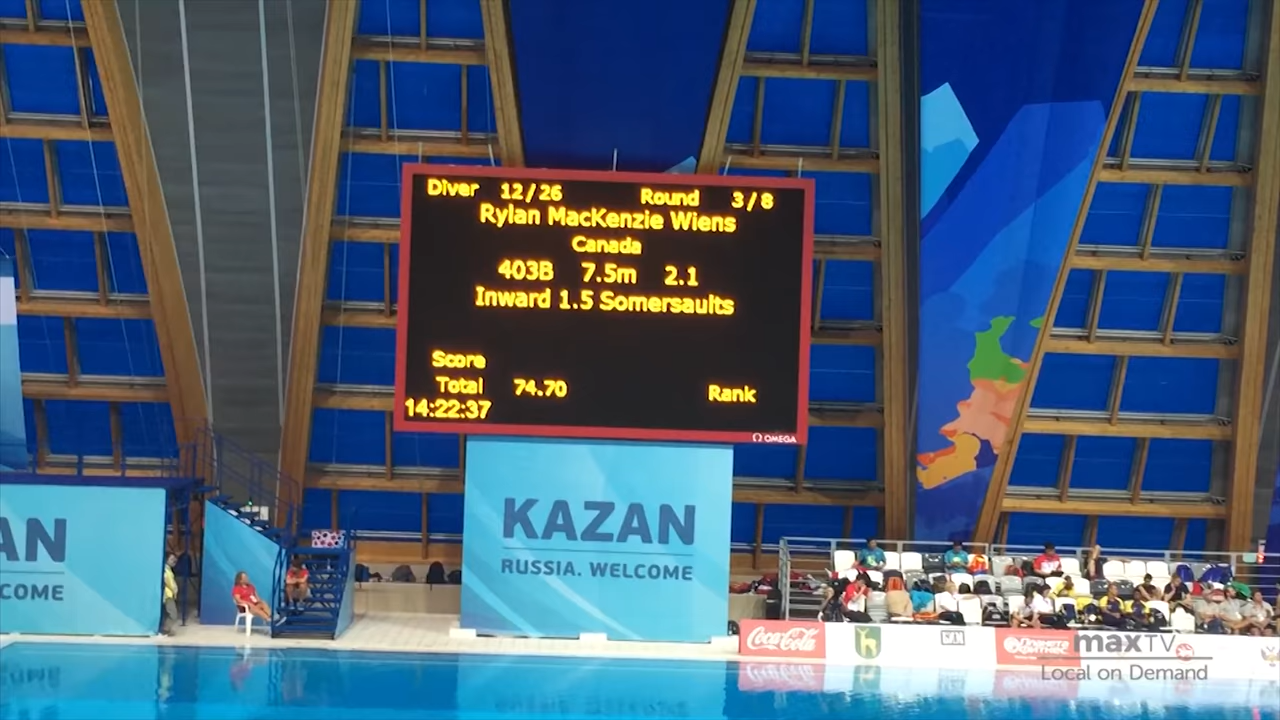 Diver 12/26 Round 3/8
Rylan MacKenzie Wiens
Canada
403B 7.5m 2.1
Inward 1.5 Somersaults
Score
Total 74.70 Rank
14:22:37
Ω OMEGA
KAZAN
RUSSIA. WELCOME
AN
COME
Coca-Cola
maxTV
Local on Demand